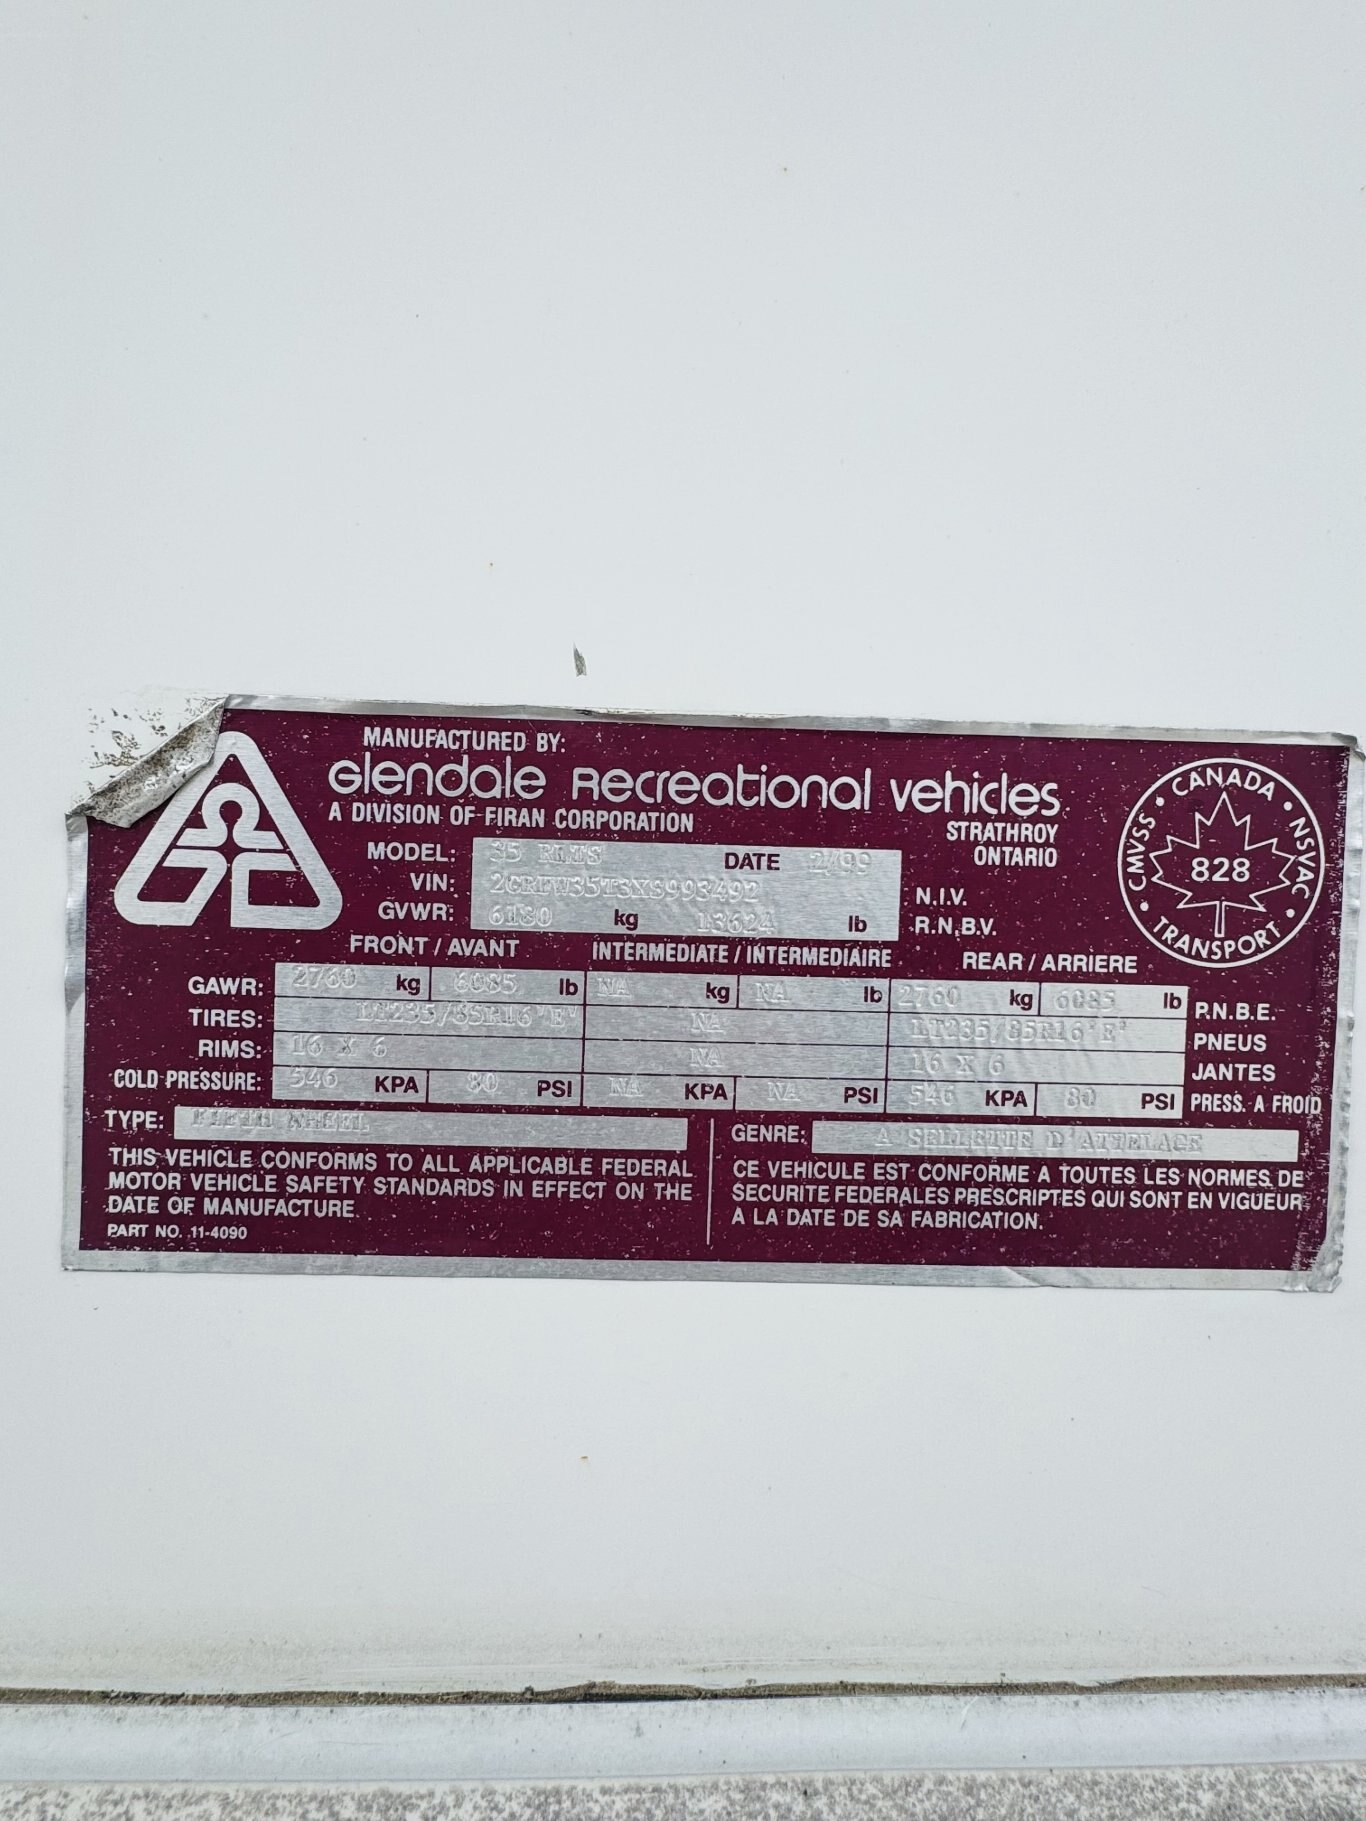 MANUFACTURED BY:
Glendale Recreational Vehicles
A DIVISION OF FIRAN CORPORATION
STRATHROY
ONTARIO
CANADA • NSVAC • TRANSPORT • CMVSS •
828
MODEL: 35 RLTS DATE 2/99
VIN: N.I.V.
GVWR: 6180 kg 13624 lb R.N.B.V.
FRONT / AVANT INTERMEDIATE / INTERMEDIAIRE REAR / ARRIERE
GAWR: 2760 kg 6085 lb NA kg NA lb 2760 kg 6085 lb P.N.B.E.
TIRES: LT235/85R16"E" NA LT235/85R16"E" PNEUS
RIMS: 16 X 6 NA 16 X 6 JANTES
COLD PRESSURE: 546 KPA 80 PSI NA KPA NA PSI 546 KPA 80 PSI PRESS. A FROID
TYPE: FIFTH WHEEL
GENRE: A SELLETTE D'ATTELAGE
THIS VEHICLE CONFORMS TO ALL APPLICABLE FEDERAL
MOTOR VEHICLE SAFETY STANDARDS IN EFFECT ON THE
DATE OF MANUFACTURE
PART NO. 11-4090
CE VEHICULE EST CONFORME A TOUTES LES NORMES DE
SECURITE FEDERALES PRESCRIPTES QUI SONT EN VIGUEUR
A LA DATE DE SA FABRICATION.